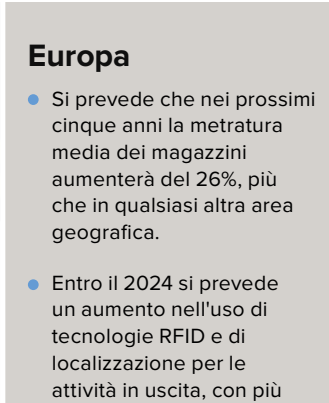 Europa
Si prevede che nei prossimi
cinque anni la metratura
media dei magazzini
aumenterà del 26%, più
che in qualsiasi altra area
geografica.
Entro il 2024 si prevede
un aumento nell'uso di
tecnologie RFID e di
localizzazione per le
attività in uscita, con più